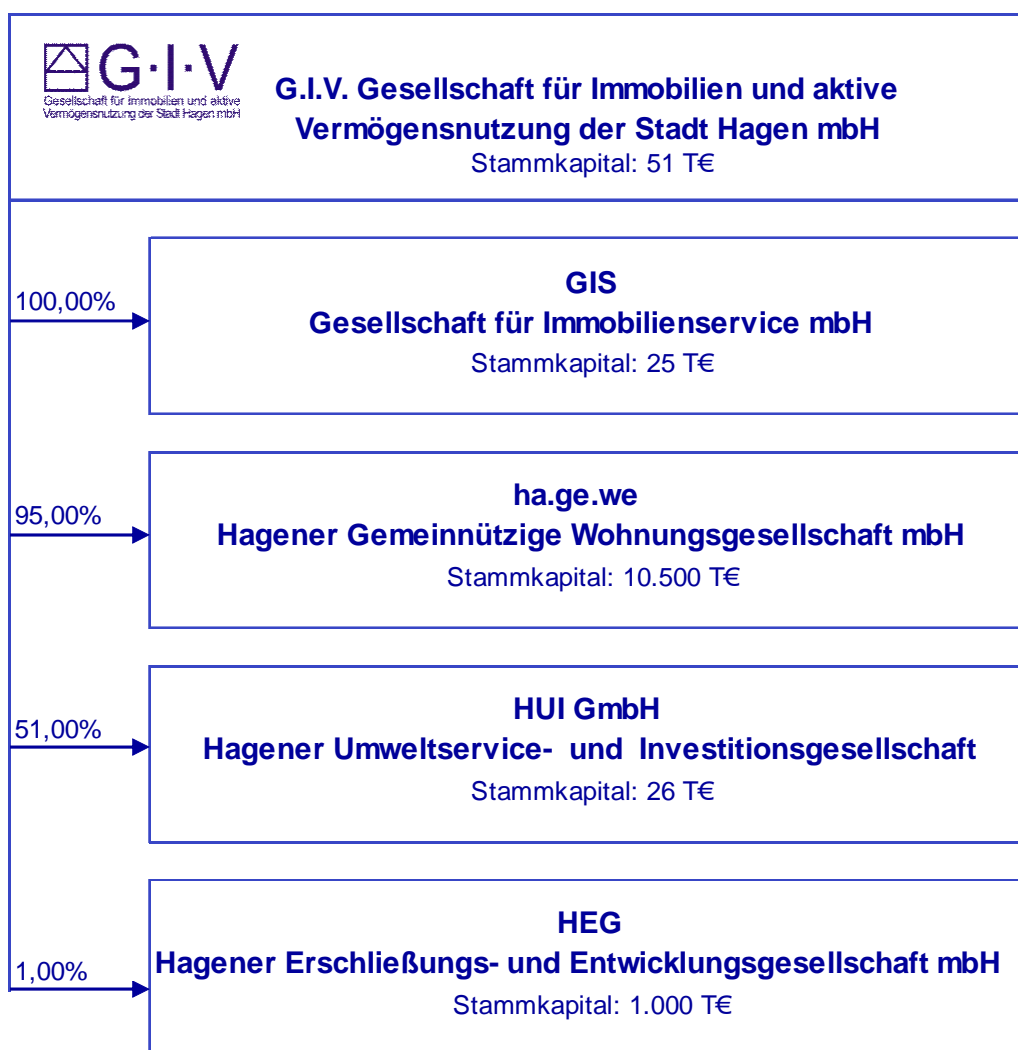 G·I·V
Gesellschaft für Immobilien und aktive
Vermögensnutzung der Stadt Hagen mbH
G.I.V. Gesellschaft für Immobilien und aktive
Vermögensnutzung der Stadt Hagen mbH
Stammkapital: 51 T€
100,00%
GIS
Gesellschaft für Immobilienservice mbH
Stammkapital: 25 T€
95,00%
ha.ge.we
Hagener Gemeinnützige Wohnungsgesellschaft mbH
Stammkapital: 10.500 T€
51,00%
HUI GmbH
Hagener Umweltservice- und Investitionsgesellschaft
Stammkapital: 26 T€
1,00%
HEG
Hagener Erschließungs- und Entwicklungsgesellschaft mbH
Stammkapital: 1.000 T€